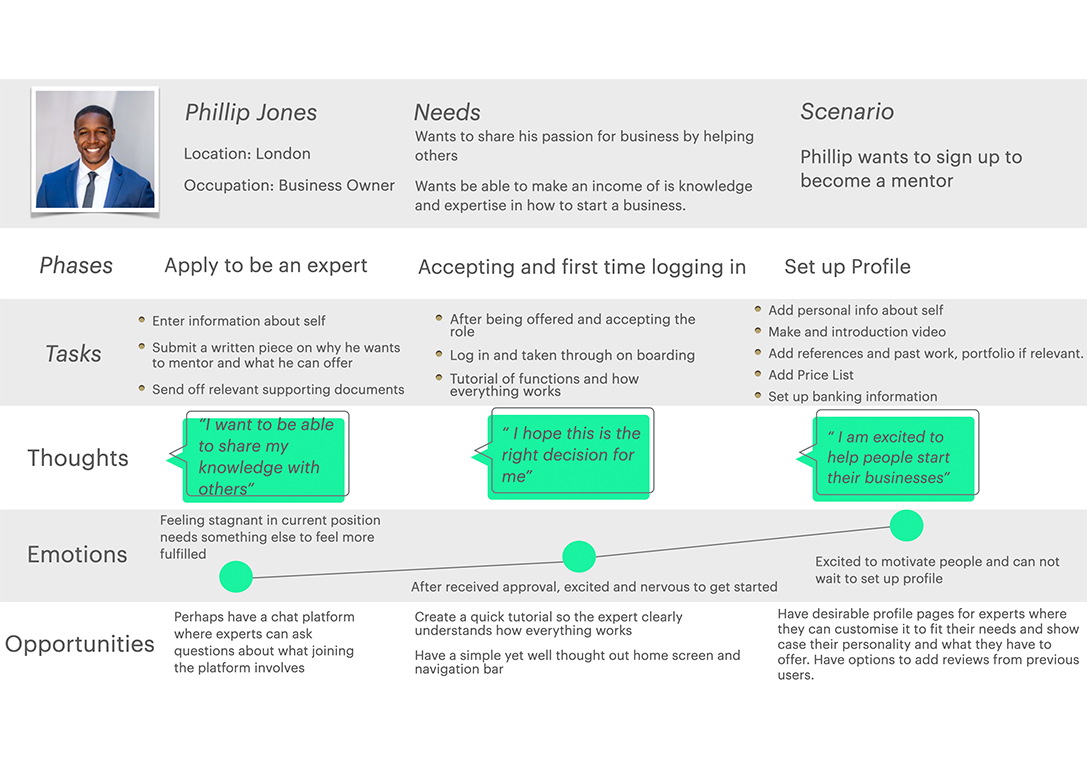 Phillip Jones
Location: London
Occupation: Business Owner
Needs
Wants to share his passion for business by helping
others
Wants be able to make an income of is knowledge
and expertise in how to start a business.
Scenario
Phillip wants to sign up to
become a mentor
Phases
Apply to be an expert
Accepting and first time logging in
Set up Profile
Tasks
Enter information about self
Submit a written piece on why he wants
to mentor and what he can offer
Send off relevant supporting documents
After being offered and accepting the
role
Log in and taken through on boarding
Tutorial of functions and how
everything works
Add personal info about self
Make and introduction video
Add references and past work, portfolio if relevant.
Add Price List
Set up banking information
Thoughts
“I want to be able
to share my
knowledge with
others”
“ I hope this is the
right decision for
me”
“ I am excited to
help people start
their businesses”
Emotions
Feeling stagnant in current position
needs something else to feel more
fulfilled
After received approval, excited and nervous to get started
Excited to motivate people and can not
wait to set up profile
Opportunities
Perhaps have a chat platform
where experts can ask
questions about what joining
the platform involves
Create a quick tutorial so the expert clearly
understands how everything works
Have a simple yet well thought out home screen and
navigation bar
Have desirable profile pages for experts where
they can customise it to fit their needs and show
case their personality and what they have to
offer. Have options to add reviews from previous
users.